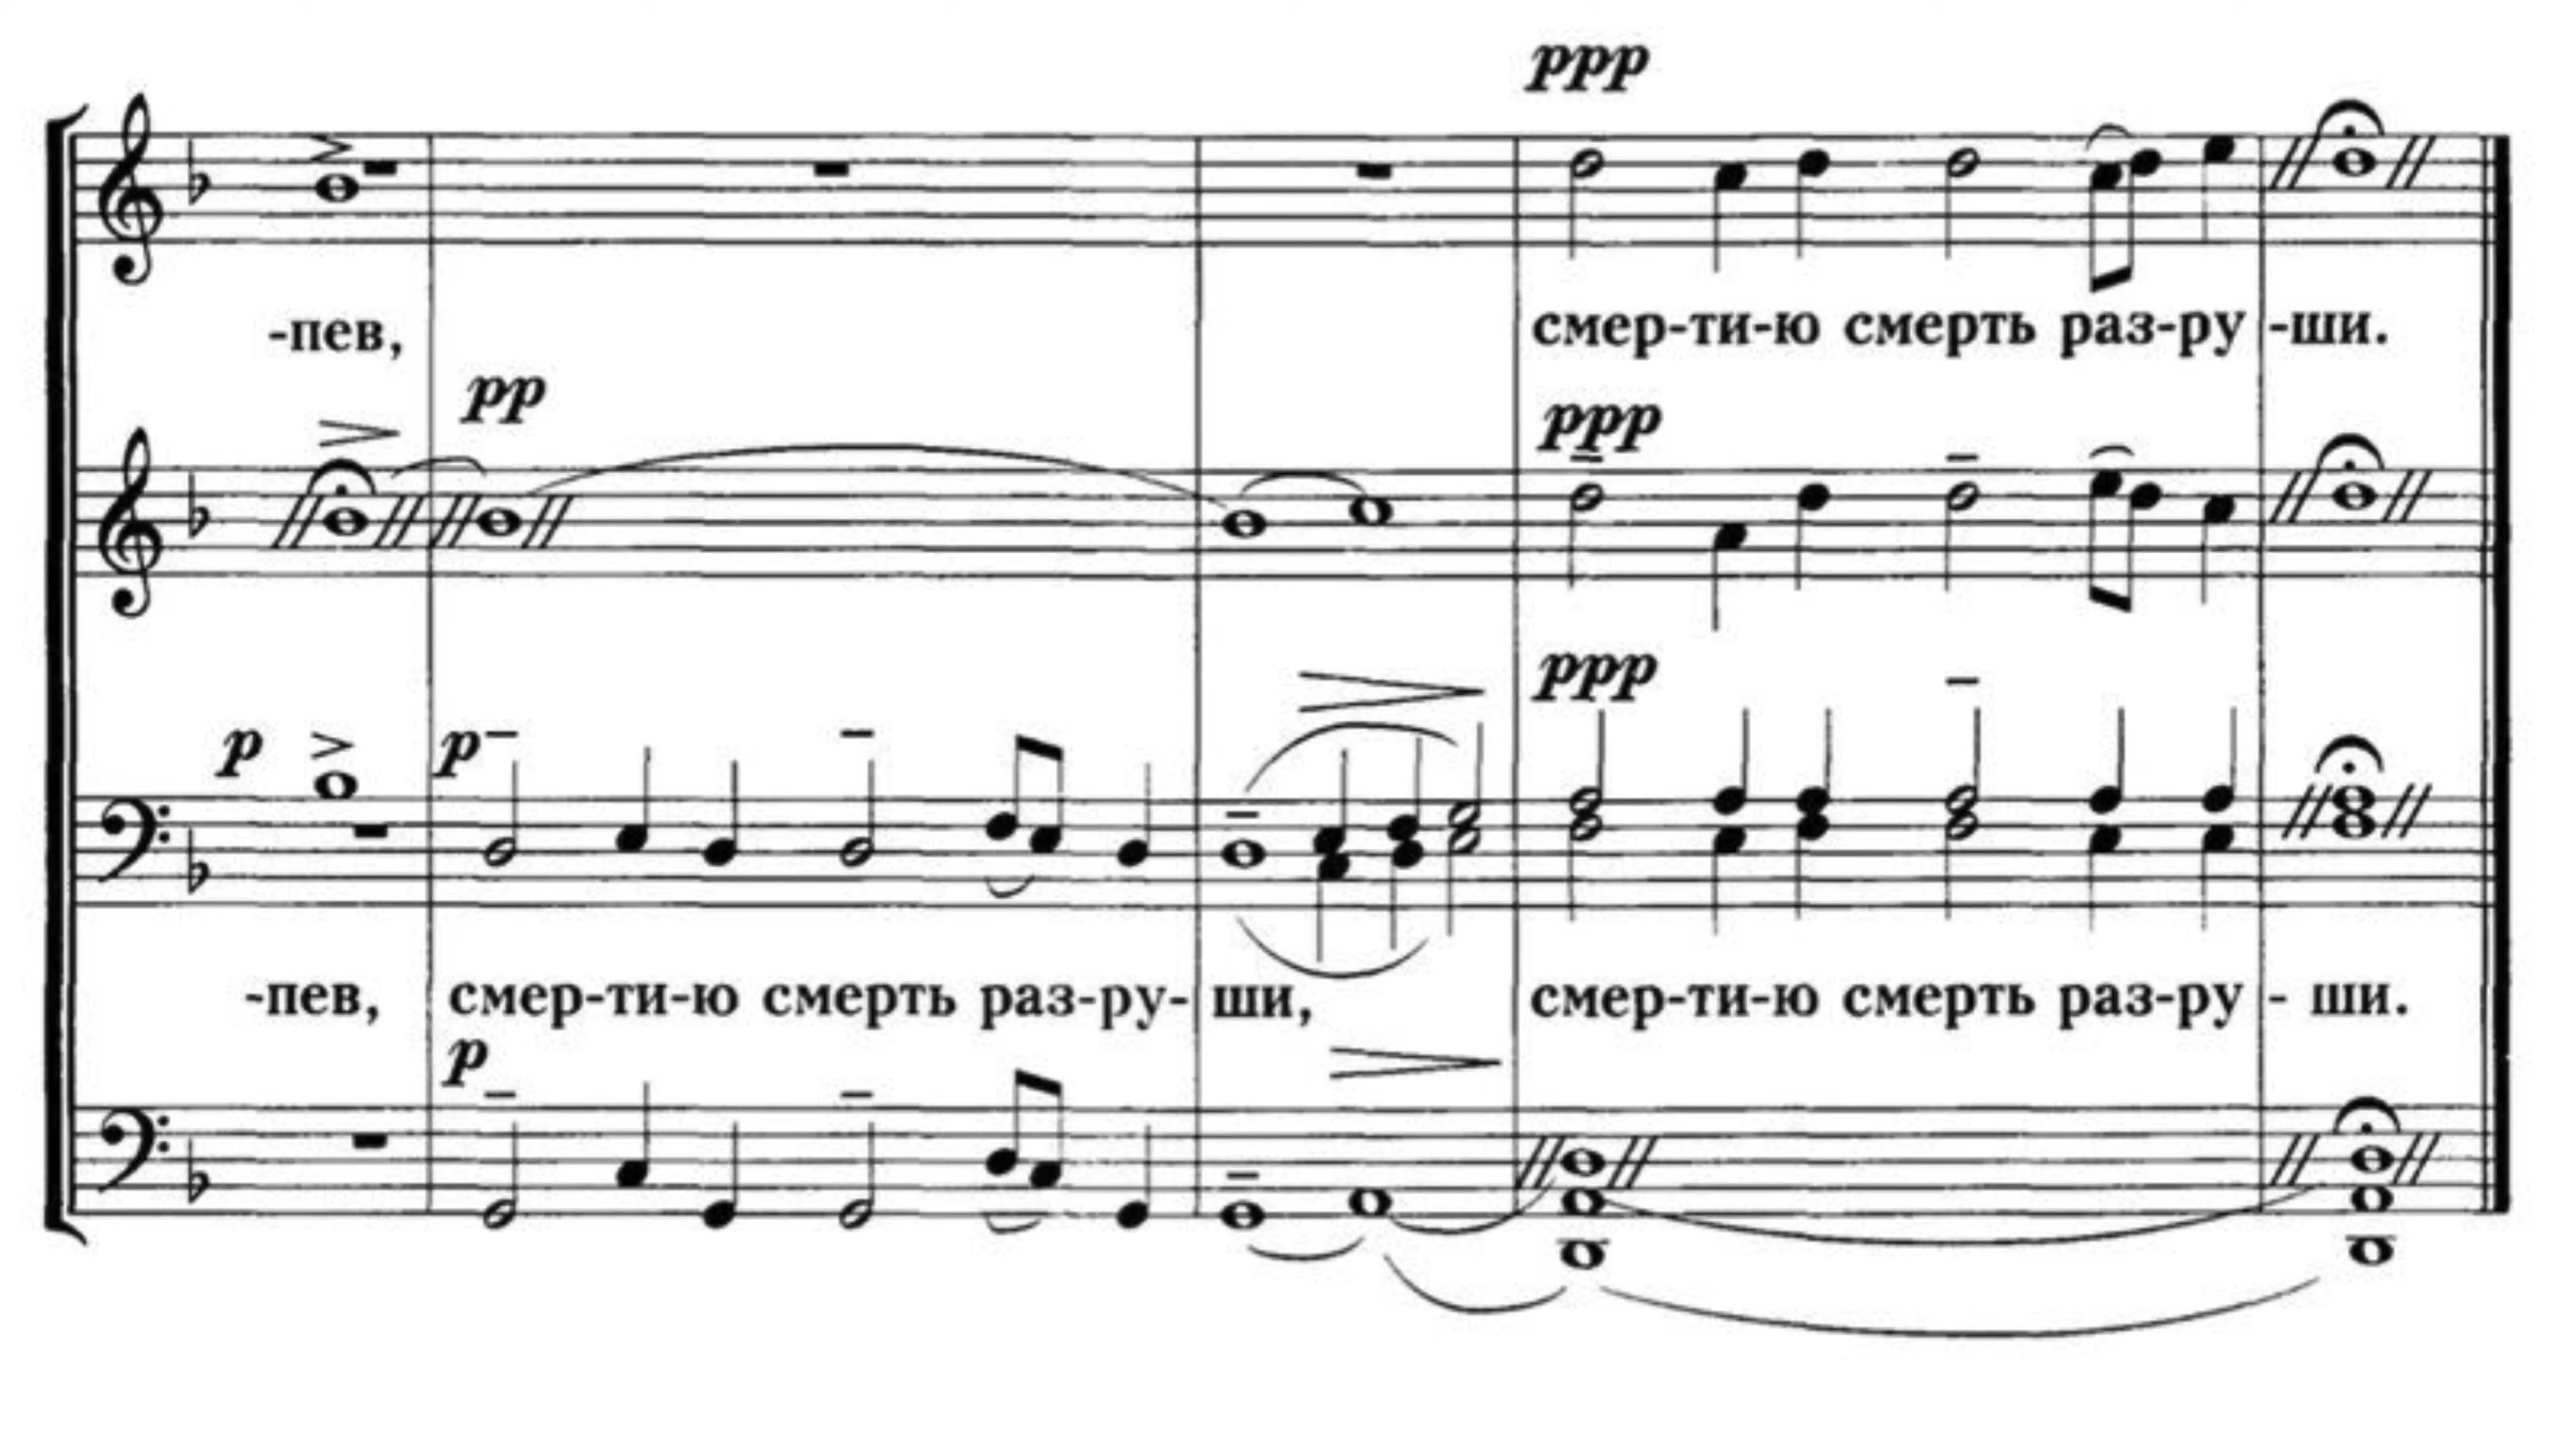 ppp
-пев, смер-ти-ю смерть раз-ру -ши.
pp
ppp
ppp
p p
-пев, смер-ти-ю смерть раз-ру- ши, смер-ти-ю смерть раз-ру - ши.
p